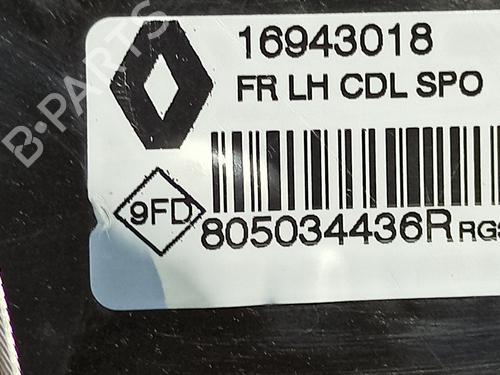 16943018
FR LH CDL SPO
9FD
805034436R
B-PARTS